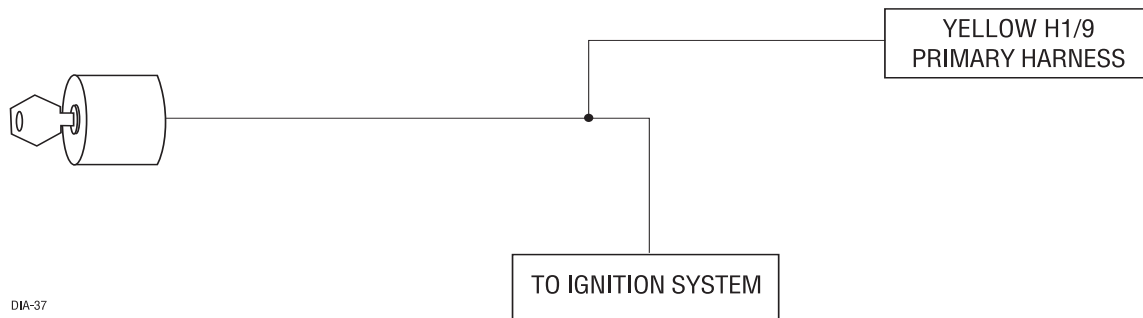 YELLOW H1/9
PRIMARY HARNESS
TO IGNITION SYSTEM
DIA-37